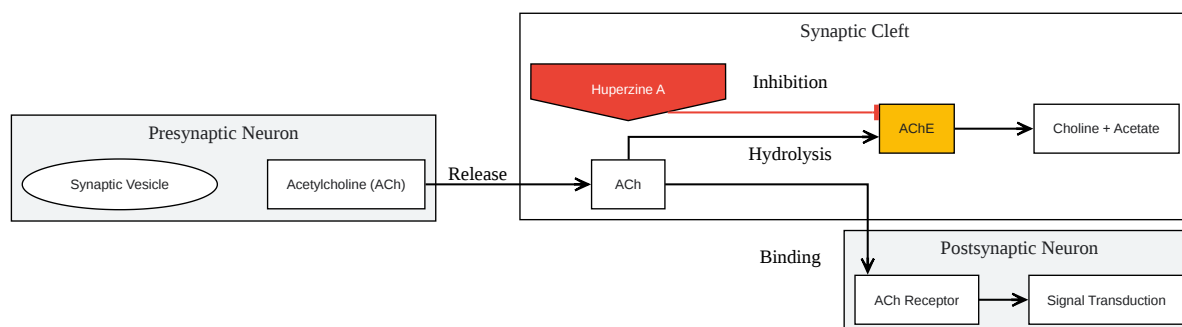 Synaptic Cleft
Huperzine A
Inhibition
AChE
Choline + Acetate
Hydrolysis
Presynaptic Neuron
Synaptic Vesicle
Acetylcholine (ACh)
Release
ACh
Binding
Postsynaptic Neuron
ACh Receptor
Signal Transduction